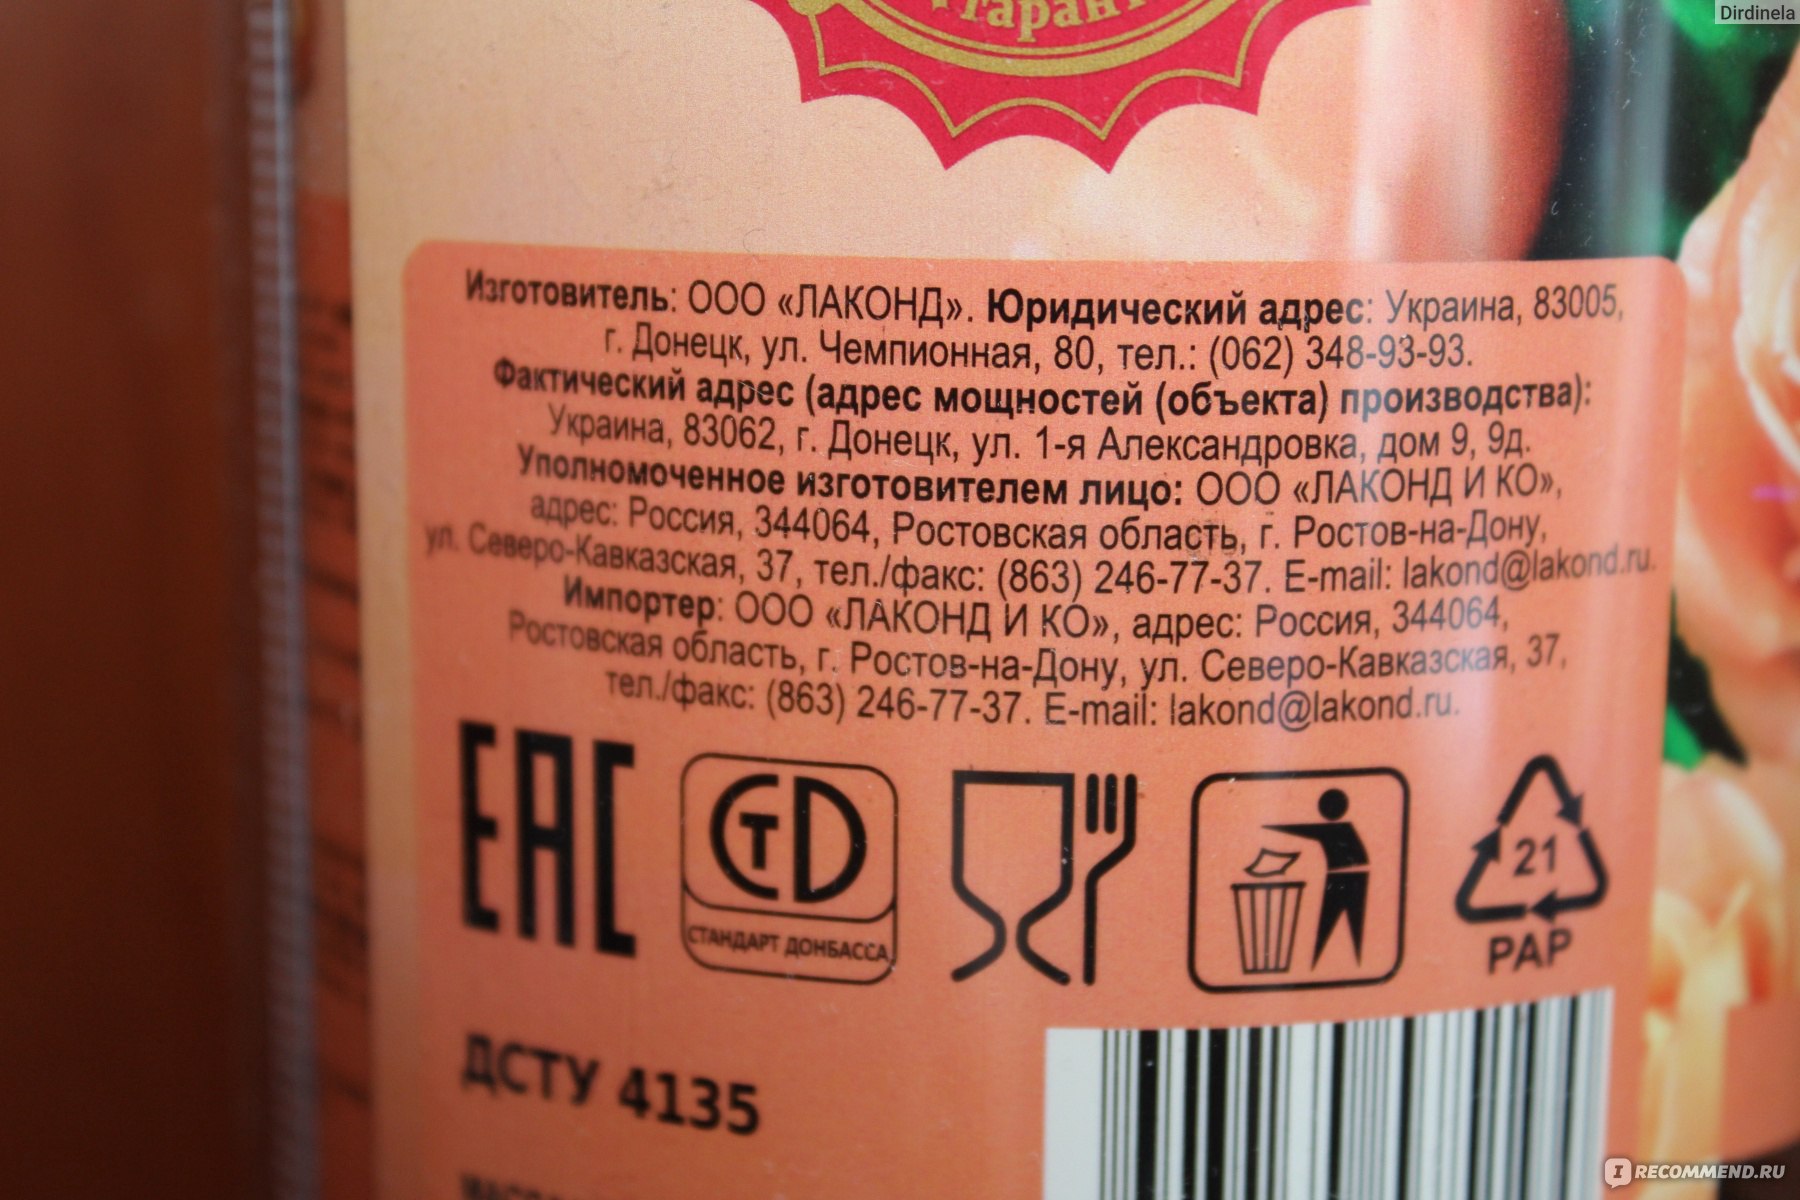 Dirdinela
Изготовитель: ООО «ЛАКОНД». Юридический адрес: Украина, 83005,
г. Донецк, ул. Чемпионная, 80, тел.: (062) 348-93-93.
Фактический адрес (адрес мощностей (объекта) производства):
Украина, 83062, г. Донецк, ул. 1-я Александровка, дом 9, 9д.
Уполномоченное изготовителем лицо: ООО «ЛАКОНД И КО»,
адрес: Россия, 344064, Ростовская область, г. Ростов-на-Дону,
ул. Северо-Кавказская, 37, тел./факс: (863) 246-77-37. E-mail: lakond@lakond.ru.
Импортер: ООО «ЛАКОНД И КО», адрес: Россия, 344064,
Ростовская область, г. Ростов-на-Дону, ул. Северо-Кавказская, 37,
тел./факс: (863) 246-77-37. E-mail: lakond@lakond.ru.
EAC
СТD
СТАНДАРТ ДОНБАССА
21
PAP
ДСТУ 4135
RECOMMEND.RU